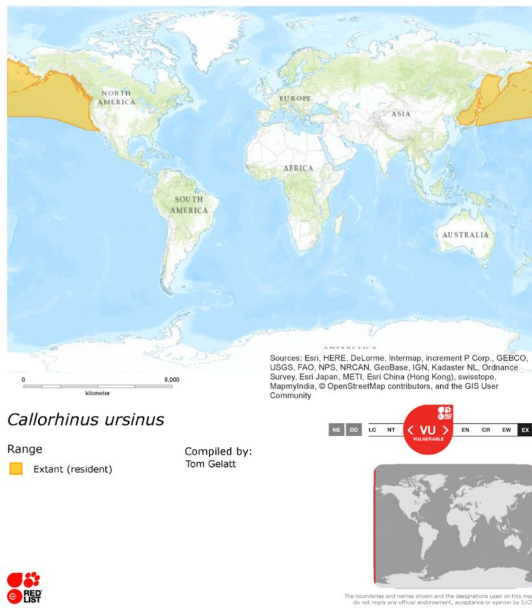 NORTH
AMERICA
EUROPE
ASIA
AFRICA
SOUTH
AMERICA
AUSTRALIA
ANTARCTICA
Sources: Esri, HERE, DeLorme, Intermap, increment P Corp., GEBCO,
USGS, FAO, NPS, NRCAN, GeoBase, IGN, Kadaster NL, Ordnance
Survey, Esri Japan, METI, Esri China (Hong Kong), swisstopo,
MapmyIndia, © OpenStreetMap contributors, and the GIS User
Community
0 8,000
kilometer
Callorhinus ursinus
Range
Extant (resident)
Compiled by:
Tom Gelatt
NE DD LC NT < VU > EN CR EW EX
VULNERABLE
RED
LIST
The boundaries and names shown and the designations used on this
do not imply any official endorsement, acceptance or opinion by